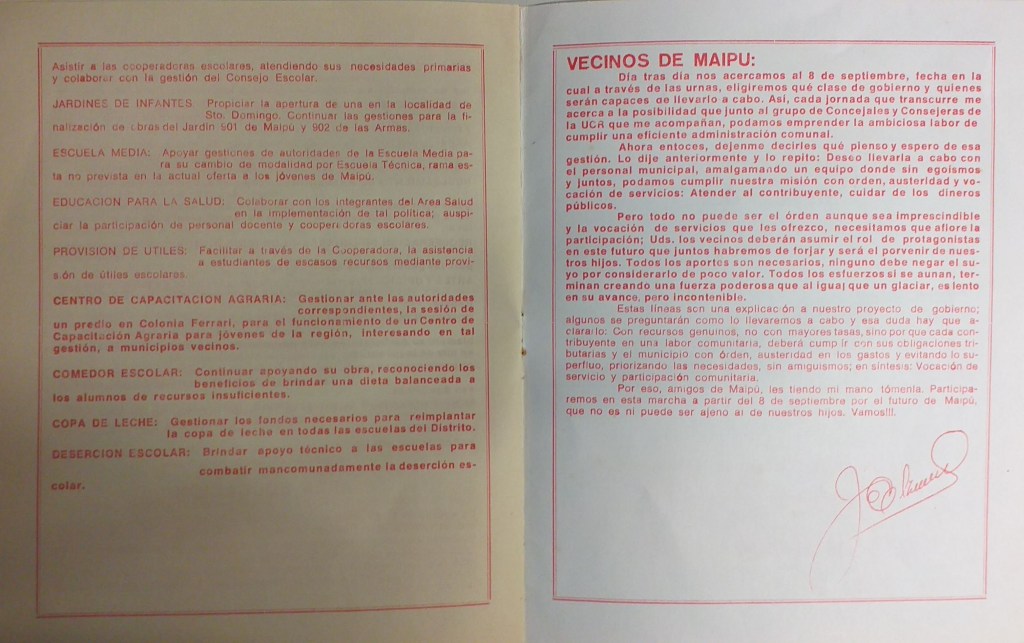 Asistir a las cooperadoras escolares, atendiendo sus necesidades primarias
y colaborar con la gestión del Consejo Escolar.
JARDINES DE INFANTES Propiciar la apertura de una en la localidad de
Sto. Domingo. Continuar las gestiones para la fi-
nalización de obras del Jardín 901 de Maipú y 902 de las Armas.
ESCUELA MEDIA: Apoyar gestiones de autoridades de la Escuela Media pa-
ra su cambio de modalidad por Escuela Técnica, rama es-
ta no prevista en la actual oferta a los jóvenes de Maipú.
EDUCACION PARA LA SALUD: Colaborar con los integrantes del Area Salud
en la implementación de tal política; auspi-
ciar la participación de personal docente y cooperadoras escolares.
PROVISION DE UTILES: Facilitar a través de la Cooperadora, la asistencia
a estudiantes de escasos recursos mediante provi-
sión de útiles escolares.
CENTRO DE CAPACITACION AGRARIA: Gestionar ante las autoridades
correspondientes, la sesión de
un predio en Colonia Ferrari, para el funcionamiento de un Centro de
Capacitación Agraria para jóvenes de la región, interesando en tal
gestión, a municipios vecinos.
COMEDOR ESCOLAR: Continuar apoyando su obra, reconociendo los
beneficios de brindar una dieta balanceada a
los alumnos de recursos insuficientes.
COPA DE LECHE: Gestionar los fondos necesarios para reimplantar
la copa de leche en todas las escuelas del Distrito.
DESERCION ESCOLAR: Brindar apoyo técnico a las escuelas para
combatir mancomunadamente la deserción es-
colar.
VECINOS DE MAIPU:
Día tras día nos acercamos al 8 de septiembre, fecha en la
cual a través de las urnas, eligiremos qué clase de gobierno y quienes
serán capaces de llevarlo a cabo. Así, cada jornada que transcurre me
acerca a la posibilidad que junto al grupo de Concejales y Consejeras de
la UCR que me acompañan, podamos emprender la ambiciosa labor de
cumplir una eficiente administración comunal.
Ahora entoces, dejenme decirles qué pienso y espero de esa
gestión. Lo dije anteriormente y lo repito: Deseo llevarla a cabo con
el personal municipal, amalgamando un equipo donde sin egoismos
y juntos, podamos cumplir nuestra misión con orden, austeridad y vo-
cación de servicios: Atender al contribuyente, cuidar de los dineros
públicos.
Pero todo no puede ser el órden aunque sea imprescindible
y la vocación de servicios que les ofrezco, necesitamos que aflore la
participación; Uds. los vecinos deberán asumir el rol de protagonistas
en este futuro que juntos habremos de forjar y será el porvenir de nues-
tros hijos. Todos los aportes son necesarios, ninguno debe negar el su-
yo por considerarlo de poco valor. Todos los esfuerzos si se aunan, ter-
minan creando una fuerza poderosa que al igual que un glaciar, es lento
en su avance, pero incontenible.
Estas líneas son una explicación a nuestro proyecto de gobierno;
algunos se preguntarán como lo llevaremos a cabo y esa duda hay que a-
clararlo: Con recursos genuinos, no con mayores tasas, sino por que cada con-
tribuyente en una labor comunitaria, deberá cumplir con sus obligaciones tri-
butarias y el municipio con órden, austeridad en los gastos y evitando lo su-
perfluo, priorizando las necesidades, sin amiguismos; en síntesis: Vocación de
servicio y participación comunitaria.
Por eso, amigos de Maipú, les tiendo mi mano tómenla. Participa-
remos en esta marcha a partir del 8 de septiembre por el futuro de Maipú,
que no es ni puede ser ajeno al de nuestros hijos. Vamos!!!.